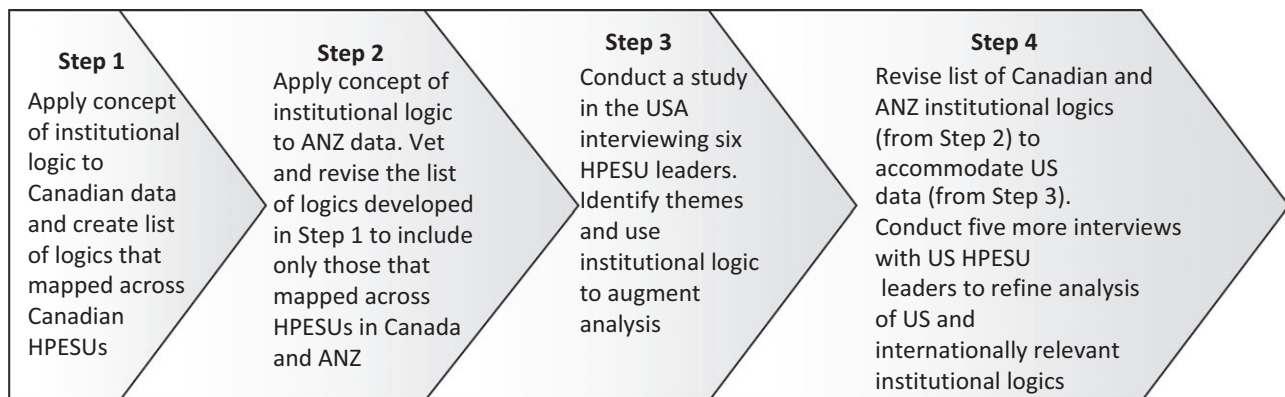 Step 1
Apply concept
of institutional
logic to
Canadian data
and create list
of logics that
mapped across
Canadian
HPESUs
Step 2
Apply concept of
institutional logic
to ANZ data. Vet
and revise the list
of logics developed
in Step 1 to include
only those that
mapped across
HPESUs in Canada
and ANZ
Step 3
Conduct a study
in the USA
interviewing six
HPESU leaders.
Identify themes
and use
institutional logic
to augment
analysis
Step 4
Revise list of Canadian and
ANZ institutional logics
(from Step 2) to
accommodate US
data (from Step 3).
Conduct five more interviews
with US HPESU
leaders to refine analysis
of US and
internationally relevant
institutional logics